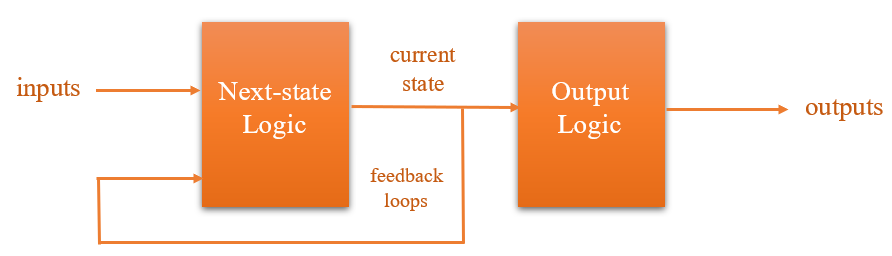 inputs
Next-state
Logic
current
state
feedback
loops
Output
Logic
outputs